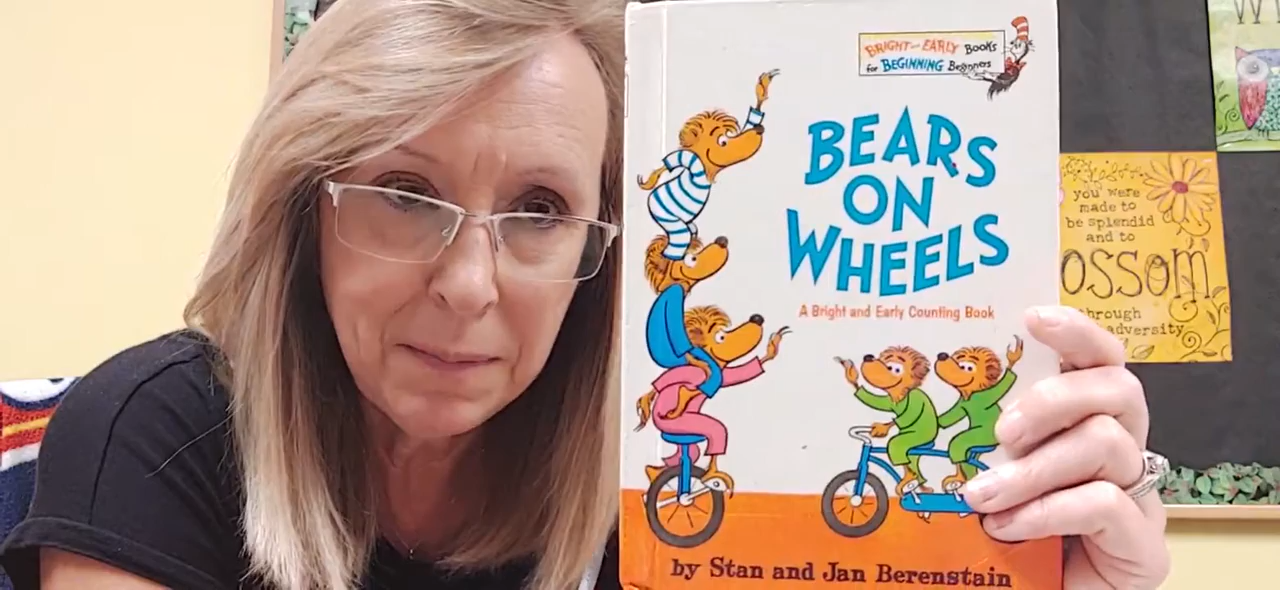 BRIGHT and EARLY BOOKS
for BEGINNING Beginners
BEARS
ON
WHEELS
A Bright and Early Counting Book
by Stan and Jan Berenstain
you were
made to
be splendid
and to
OSSOM
through
adversity